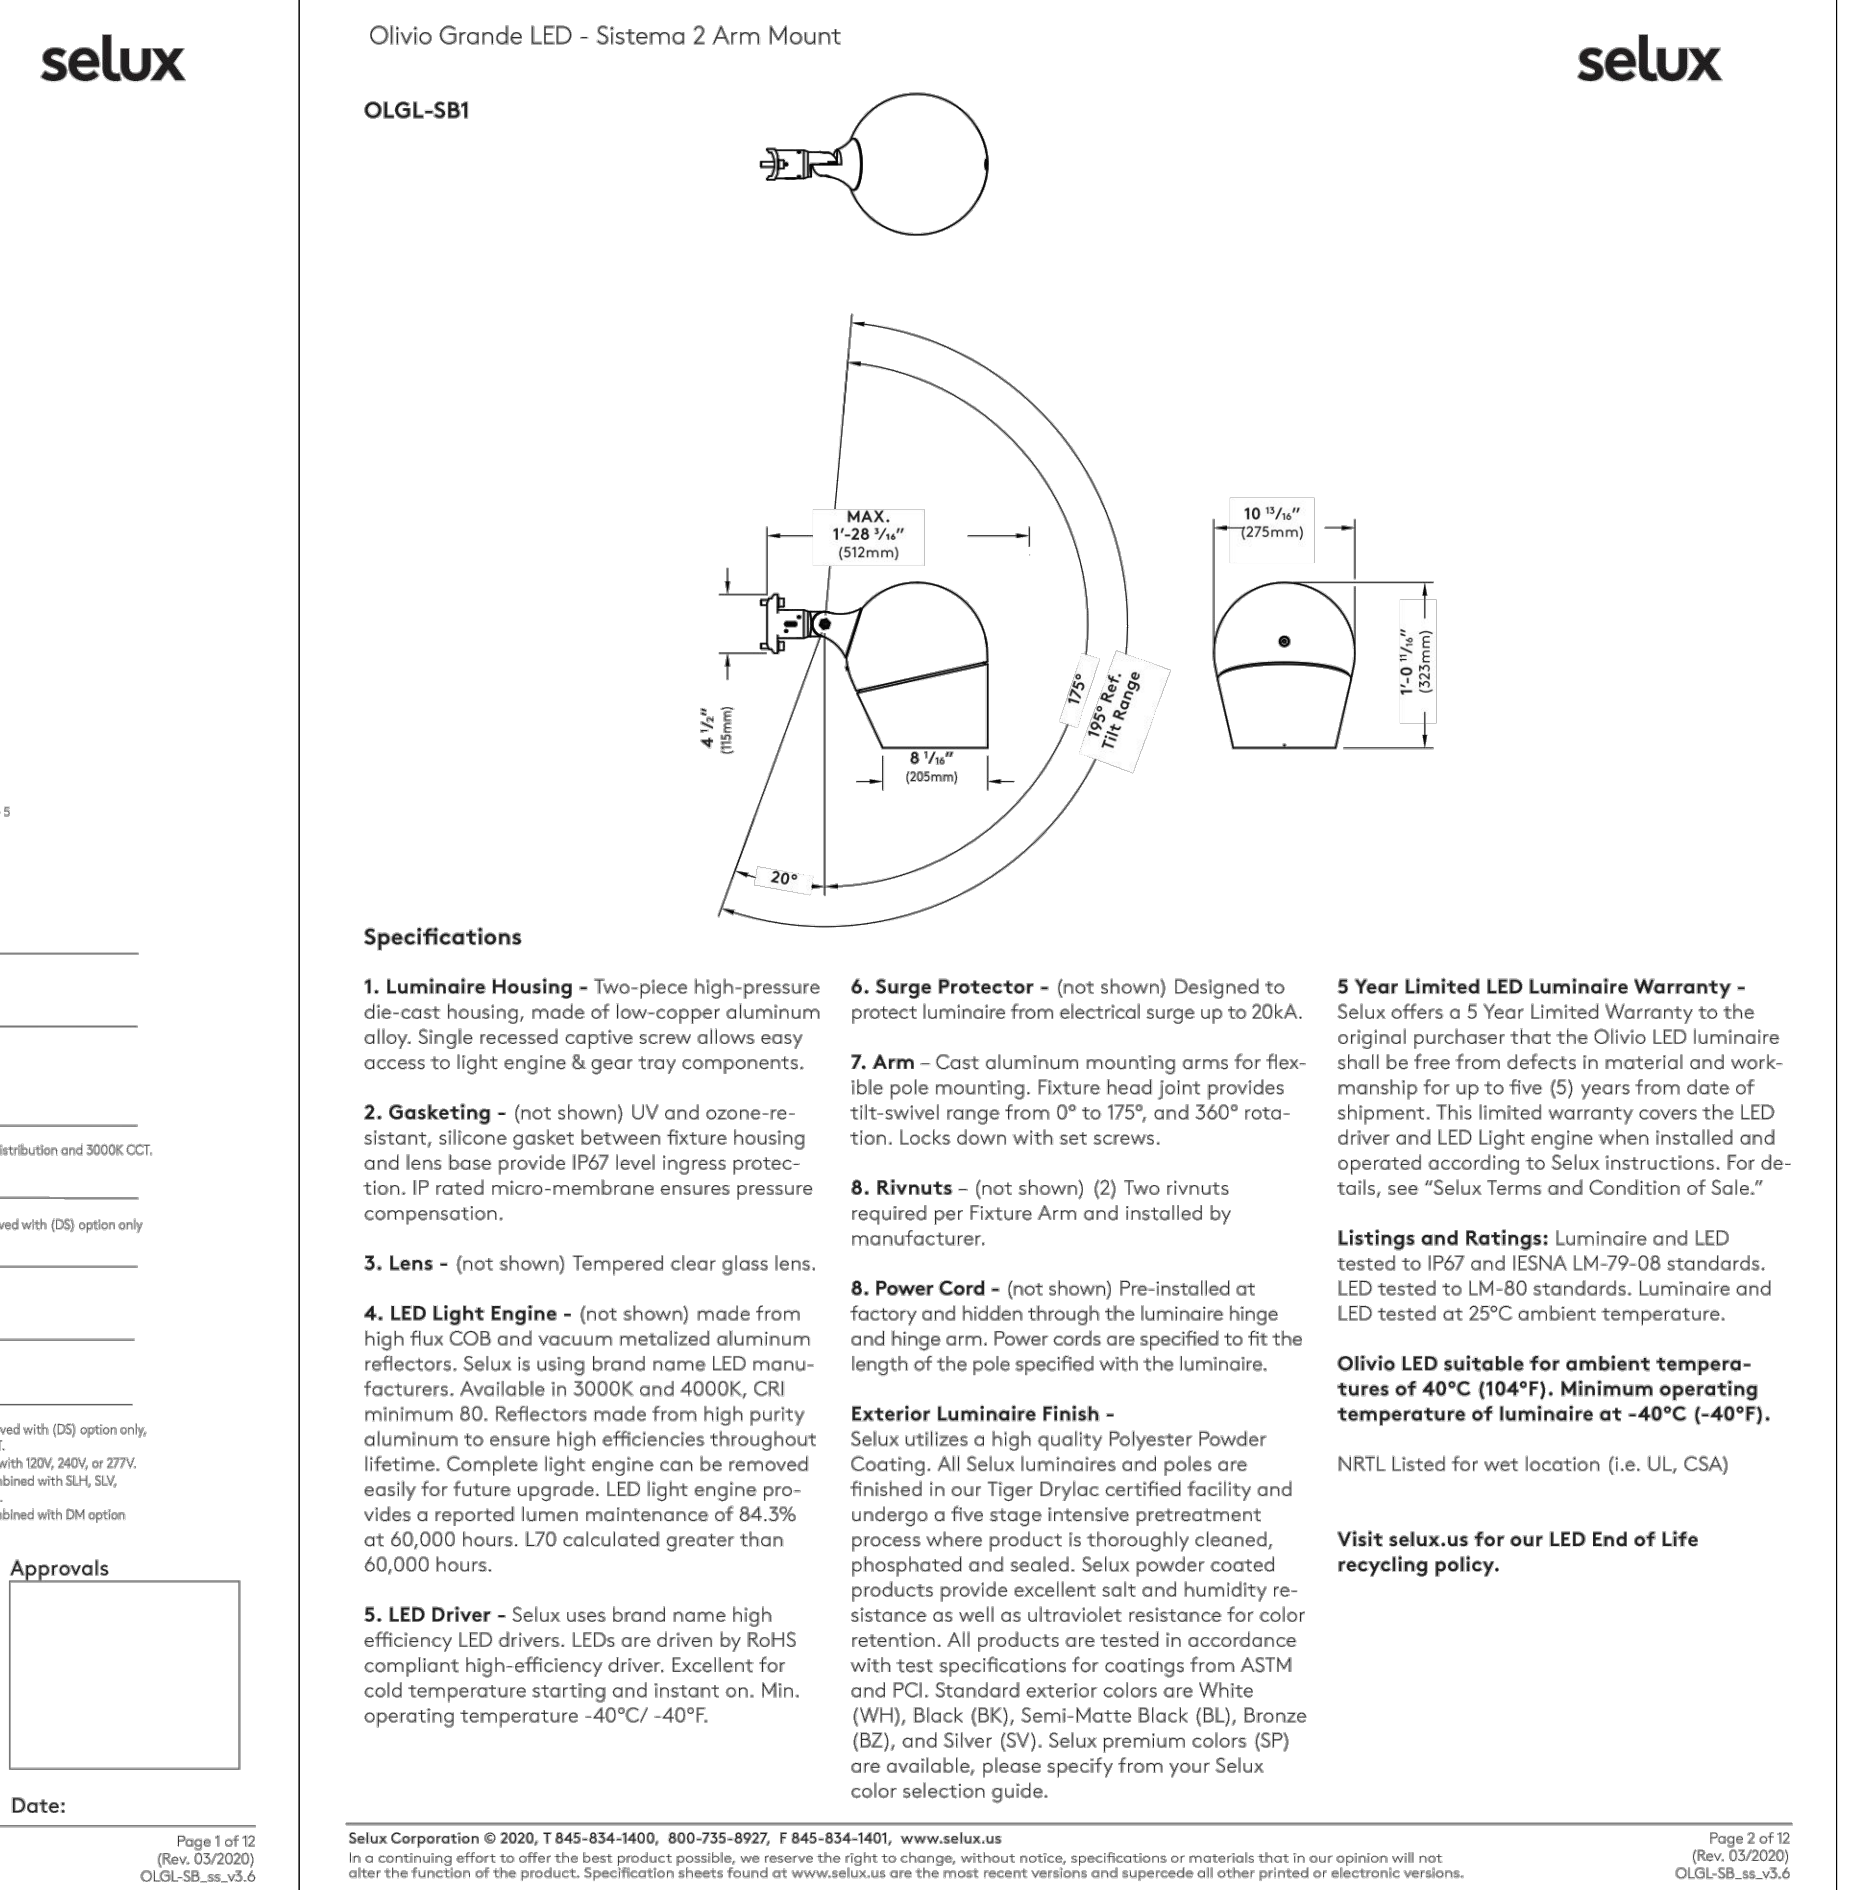 selux
5
istribution and 3000K CCT.
ved with (DS) option only
ved with (DS) option only,
with 120V, 240V, or 277V.
bined with SLH, SLV,
bined with DM option
Approvals
Date:
Page 1 of 12
(Rev. 03/2020)
OLGL-SB_ss_v3.6
Olivio Grande LED - Sistema 2 Arm Mount
selux
OLGL-SB1
MAX.
1'-28 3/16"
(512mm)
10 13/16"
(275mm)
4 1/2"
(115mm)
8 1/16"
(205mm)
175°
195° Ref.
Tilt Range
1'-0 11/16"
(323mm)
20°
Specifications
1. Luminaire Housing - Two-piece high-pressure
die-cast housing, made of low-copper aluminum
alloy. Single recessed captive screw allows easy
access to light engine & gear tray components.
2. Gasketing - (not shown) UV and ozone-re-
sistant, silicone gasket between fixture housing
and lens base provide IP67 level ingress protec-
tion. IP rated micro-membrane ensures pressure
compensation.
3. Lens - (not shown) Tempered clear glass lens.
4. LED Light Engine - (not shown) made from
high flux COB and vacuum metalized aluminum
reflectors. Selux is using brand name LED manu-
facturers. Available in 3000K and 4000K, CRI
minimum 80. Reflectors made from high purity
aluminum to ensure high efficiencies throughout
lifetime. Complete light engine can be removed
easily for future upgrade. LED light engine pro-
vides a reported lumen maintenance of 84.3%
at 60,000 hours. L70 calculated greater than
60,000 hours.
5. LED Driver - Selux uses brand name high
efficiency LED drivers. LEDs are driven by RoHS
compliant high-efficiency driver. Excellent for
cold temperature starting and instant on. Min.
operating temperature -40°C/ -40°F.
6. Surge Protector - (not shown) Designed to
protect luminaire from electrical surge up to 20kA.
7. Arm – Cast aluminum mounting arms for flex-
ible pole mounting. Fixture head joint provides
tilt-swivel range from 0° to 175°, and 360° rota-
tion. Locks down with set screws.
8. Rivnuts – (not shown) (2) Two rivnuts
required per Fixture Arm and installed by
manufacturer.
8. Power Cord - (not shown) Pre-installed at
factory and hidden through the luminaire hinge
and hinge arm. Power cords are specified to fit the
length of the pole specified with the luminaire.
Exterior Luminaire Finish -
Selux utilizes a high quality Polyester Powder
Coating. All Selux luminaires and poles are
finished in our Tiger Drylac certified facility and
undergo a five stage intensive pretreatment
process where product is thoroughly cleaned,
phosphated and sealed. Selux powder coated
products provide excellent salt and humidity re-
sistance as well as ultraviolet resistance for color
retention. All products are tested in accordance
with test specifications for coatings from ASTM
and PCI. Standard exterior colors are White
(WH), Black (BK), Semi-Matte Black (BL), Bronze
(BZ), and Silver (SV). Selux premium colors (SP)
are available, please specify from your Selux
color selection guide.
5 Year Limited LED Luminaire Warranty -
Selux offers a 5 Year Limited Warranty to the
original purchaser that the Olivio LED luminaire
shall be free from defects in material and work-
manship for up to five (5) years from date of
shipment. This limited warranty covers the LED
driver and LED Light engine when installed and
operated according to Selux instructions. For de-
tails, see “Selux Terms and Condition of Sale.”
Listings and Ratings: Luminaire and LED
tested to IP67 and IESNA LM-79-08 standards.
LED tested to LM-80 standards. Luminaire and
LED tested at 25°C ambient temperature.
Olivio LED suitable for ambient tempera-
tures of 40°C (104°F). Minimum operating
temperature of luminaire at -40°C (-40°F).
NRTL Listed for wet location (i.e. UL, CSA)
Visit selux.us for our LED End of Life
recycling policy.
Selux Corporation © 2020, T 845-834-1400, 800-735-8927, F 845-834-1401, www.selux.us
In a continuing effort to offer the best product possible, we reserve the right to change, without notice, specifications or materials that in our opinion will not
alter the function of the product. Specification sheets found at www.selux.us are the most recent versions and supercede all other printed or electronic versions.
Page 2 of 12
(Rev. 03/2020)
OLGL-SB_ss_v3.6